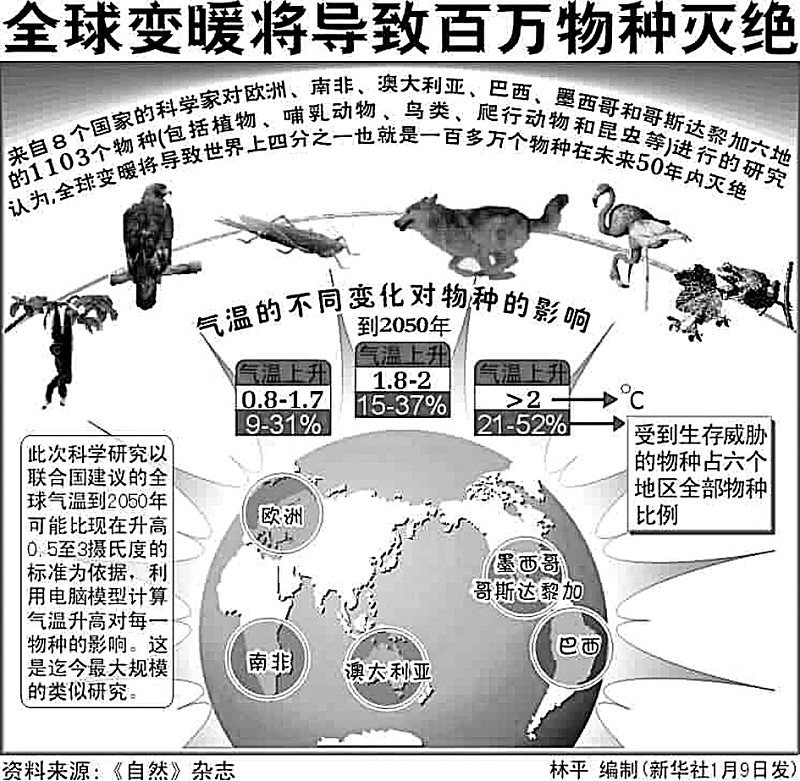 全球变暖将导致百万物种灭绝
来自8个国家的科学家对欧洲、南非、澳大利亚、巴西、墨西哥和哥斯达黎加六地
的1103个物种(包括植物、哺乳动物、鸟类、爬行动物和昆虫等)进行的研究
认为,全球变暖将导致世界上四分之一也就是一百多万个物种在未来50年内灭绝
气温的不同变化对物种的影响
到2050年
气温上升
0.8-1.7
9-31%
气温上升
1.8-2
15-37%
气温上升
>2
21-52%
℃
受到生存威胁
的物种占六个
地区全部物种
比例
此次科学研究以
联合国建议的全
球气温到2050年
可能比现在升高
0.5至3摄氏度的
标准为依据，利
用电脑模型计算
气温升高对每一
物种的影响。这
是迄今最大规模
的类似研究。
欧洲
墨西哥
哥斯达黎加
南非
澳大利亚
巴西
资料来源:《自然》杂志
林平 编制(新华社1月9日发)